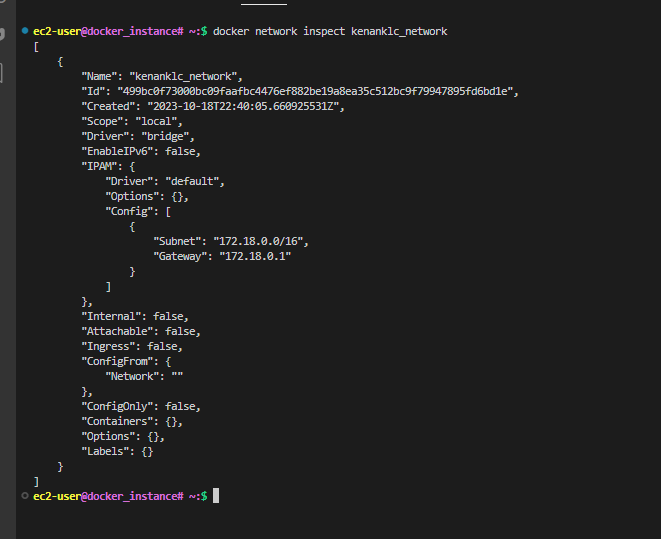 ec2-user@docker_instance# ~:$ docker network inspect kenanklc_network
[
    {
        "Name": "kenanklc_network",
        "Id": "499bc0f73000bc09faafbc4476ef882be19a8ea35c512bc9f79947895fd6bd1e",
        "Created": "2023-10-18T22:40:05.660925531Z",
        "Scope": "local",
        "Driver": "bridge",
        "EnableIPv6": false,
        "IPAM": {
            "Driver": "default",
            "Options": {},
            "Config": [
                {
                    "Subnet": "172.18.0.0/16",
                    "Gateway": "172.18.0.1"
                }
            ]
        },
        "Internal": false,
        "Attachable": false,
        "Ingress": false,
        "ConfigFrom": {
            "Network": ""
        },
        "ConfigOnly": false,
        "Containers": {},
        "Options": {},
        "Labels": {}
    }
]
ec2-user@docker_instance# ~:$